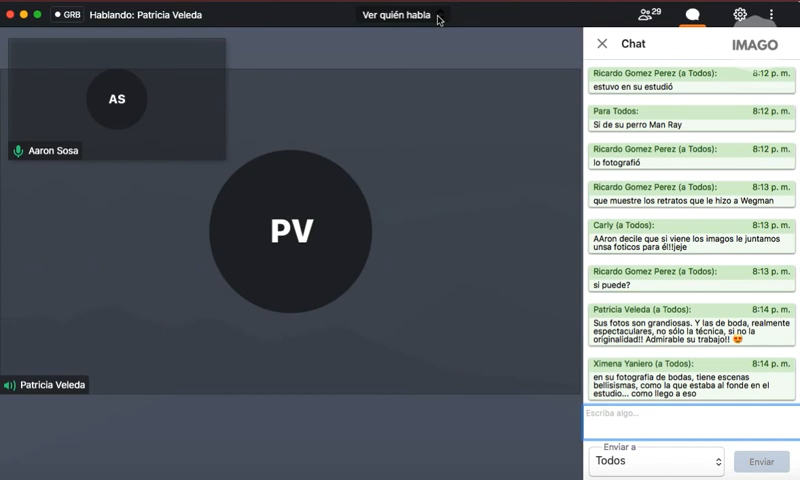 GRB
Hablando: Patricia Veleda
Ver quién habla
29
AS
Aaron Sosa
PV
Patricia Veleda
Chat
IMAGO
Ricardo Gomez Perez (a Todos): 8:12 p. m.
estuvo en su estudió
Para Todos: 8:12 p. m.
Si de su perro Man Ray
Ricardo Gomez Perez (a Todos): 8:12 p. m.
lo fotografió
Ricardo Gomez Perez (a Todos): 8:13 p. m.
que muestre los retratos que le hizo a Wegman
Carly (a Todos): 8:13 p. m.
AAron decile que si viene los imagos le juntamos
unsa foticos para él!!jeje
Ricardo Gomez Perez (a Todos): 8:13 p. m.
si puede?
Patricia Veleda (a Todos): 8:14 p. m.
Sus fotos son grandiosas. Y las de boda, realmente
espectaculares, no sólo la técnica, si no la
originalidad!! Admirable su trabajo!! 😍
Ximena Yaniero (a Todos): 8:14 p. m.
en su fotografia de bodas, tiene escenas
bellisismas, como la que estaba al fonde en el
estudio... como llego a eso
Escriba algo...
Enviar a
Todos
Enviar